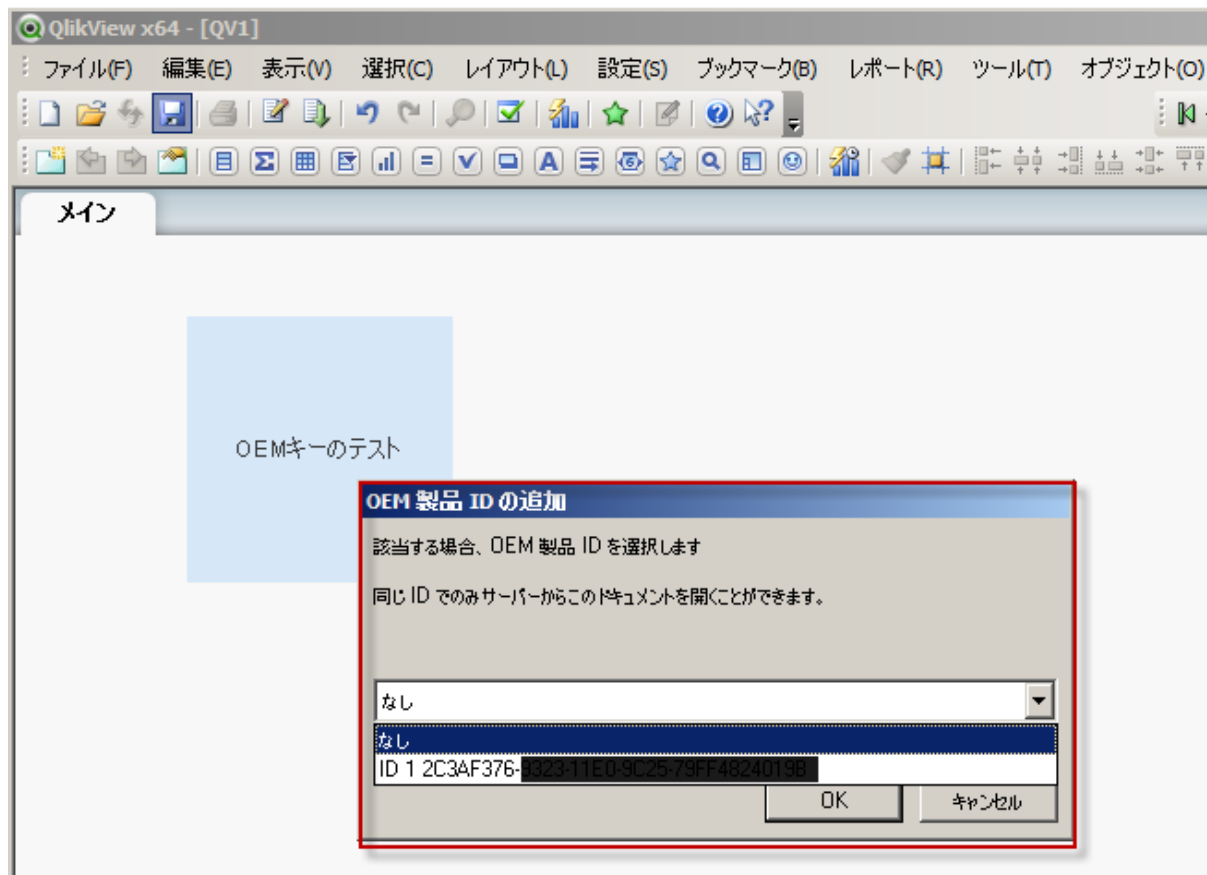 QlikView x64 - [QV1]
ファイル(F) 編集(E) 表示(V) 選択(C) レイアウト(L) 設定(S) ブックマーク(B) レポート(R) ツール(T) オブジェクト(O)
メイン
OEMキーのテスト
OEM 製品 ID の追加
該当する場合、OEM 製品 ID を選択します
同じ ID でのみサーバーからこのドキュメントを開くことができます。
なし
なし
ID 1 2C3AF376-
OK キャンセル